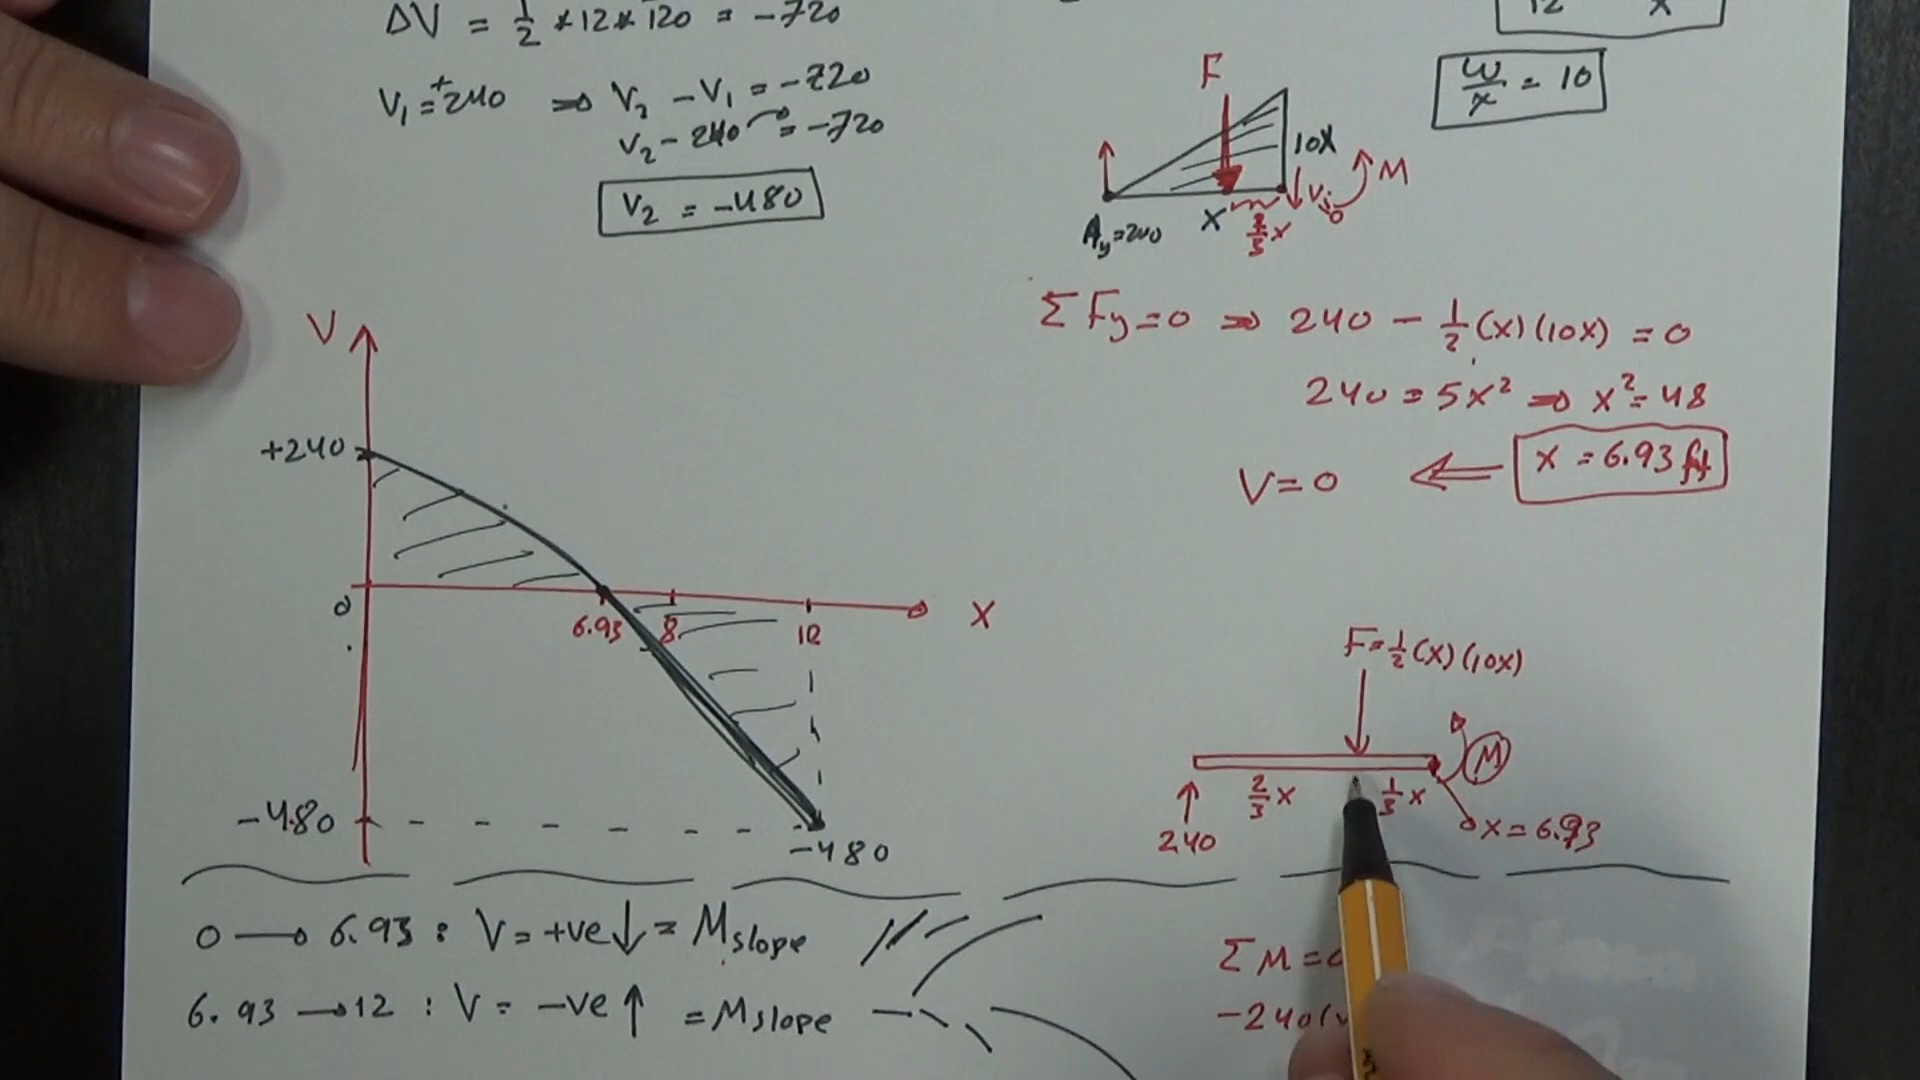 ΔV = 1/2 * 12 * 120 = -720
V₁ = +240 ⇒ V₂ - V₁ = -720
V₂ - 240 = -720
V₂ = -480
12 x
w/x = 10
F
10x
M
Ay=240 x 1/3 x
ΣFy=0 ⇒ 240 - 1/2 (x)(10x) = 0
240 = 5x² ⇒ x² = 48
V=0 ⇐ x = 6.93 ft
V
+240
0
6.93 8 12 X
-480
-480
F=1/2(x)(10x)
M
2/3 x 1/3 x
240
x=6.93
0 → 6.93 : V = +ve ↓ = M slope
6.93 → 12 : V = -ve ↑ = M slope
ΣM =
-240(